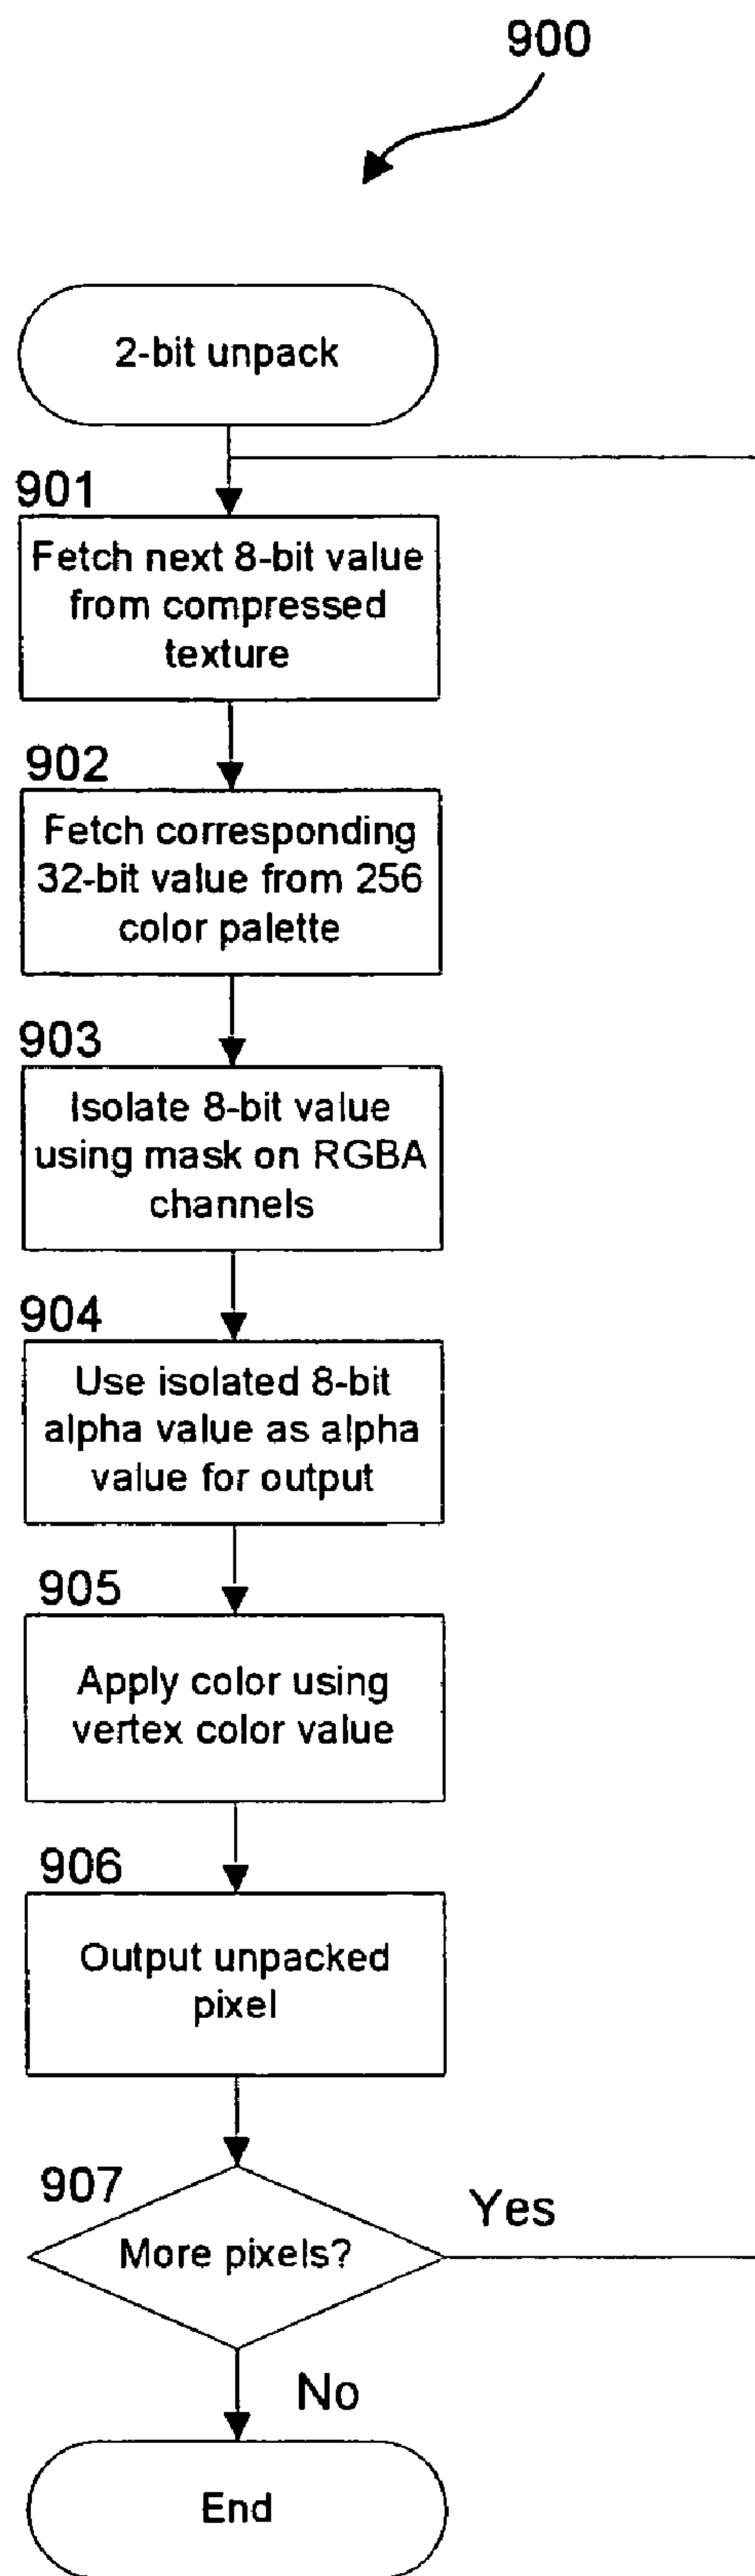 900
2-bit unpack
901
Fetch next 8-bit value
from compressed
texture
902
Fetch corresponding
32-bit value from 256
color palette
903
Isolate 8-bit value
using mask on RGBA
channels
904
Use isolated 8-bit
alpha value as alpha
value for output
905
Apply color using
vertex color value
906
Output unpacked
pixel
907
More pixels?
Yes
No
End